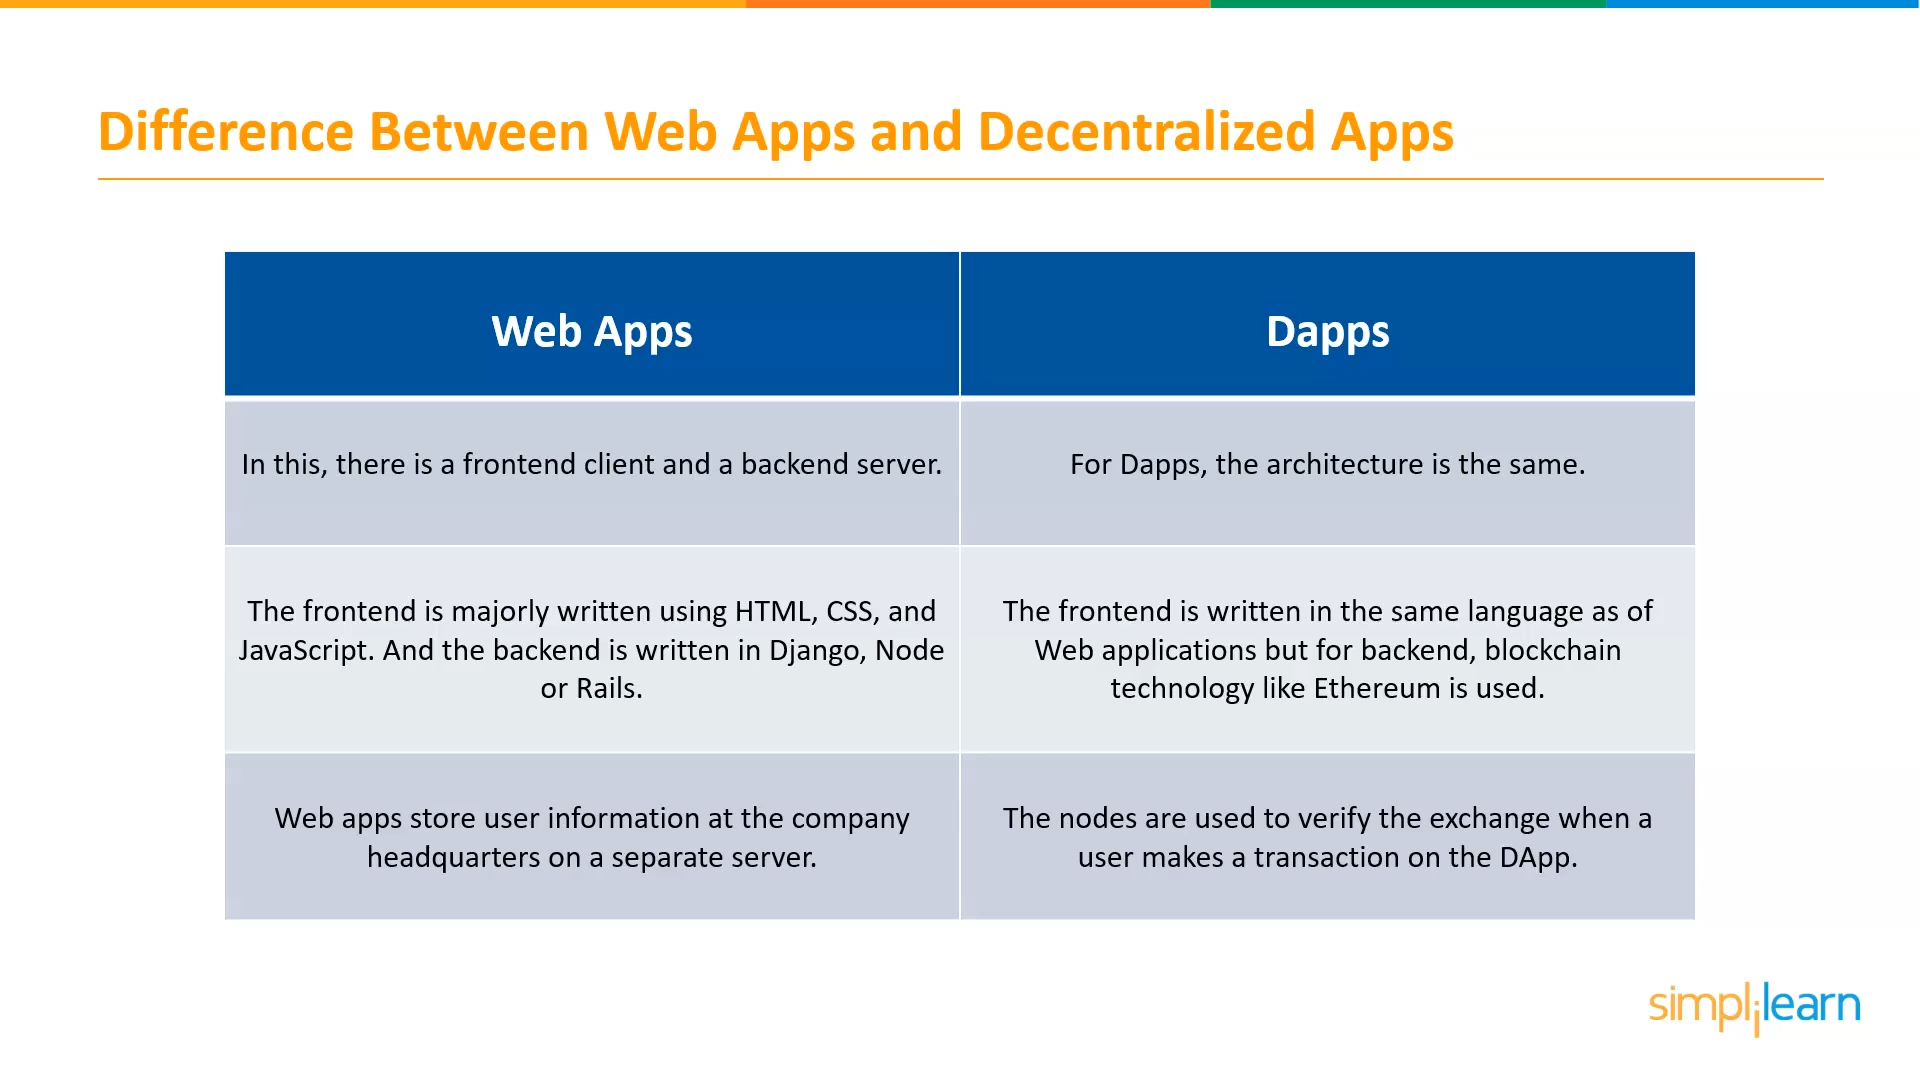 Difference Between Web Apps and Decentralized Apps
Web Apps
Dapps
In this, there is a frontend client and a backend server.
For Dapps, the architecture is the same.
The frontend is majorly written using HTML, CSS, and
JavaScript. And the backend is written in Django, Node
or Rails.
The frontend is written in the same language as of
Web applications but for backend, blockchain
technology like Ethereum is used.
Web apps store user information at the company
headquarters on a separate server.
The nodes are used to verify the exchange when a
user makes a transaction on the DApp.
simplilearn